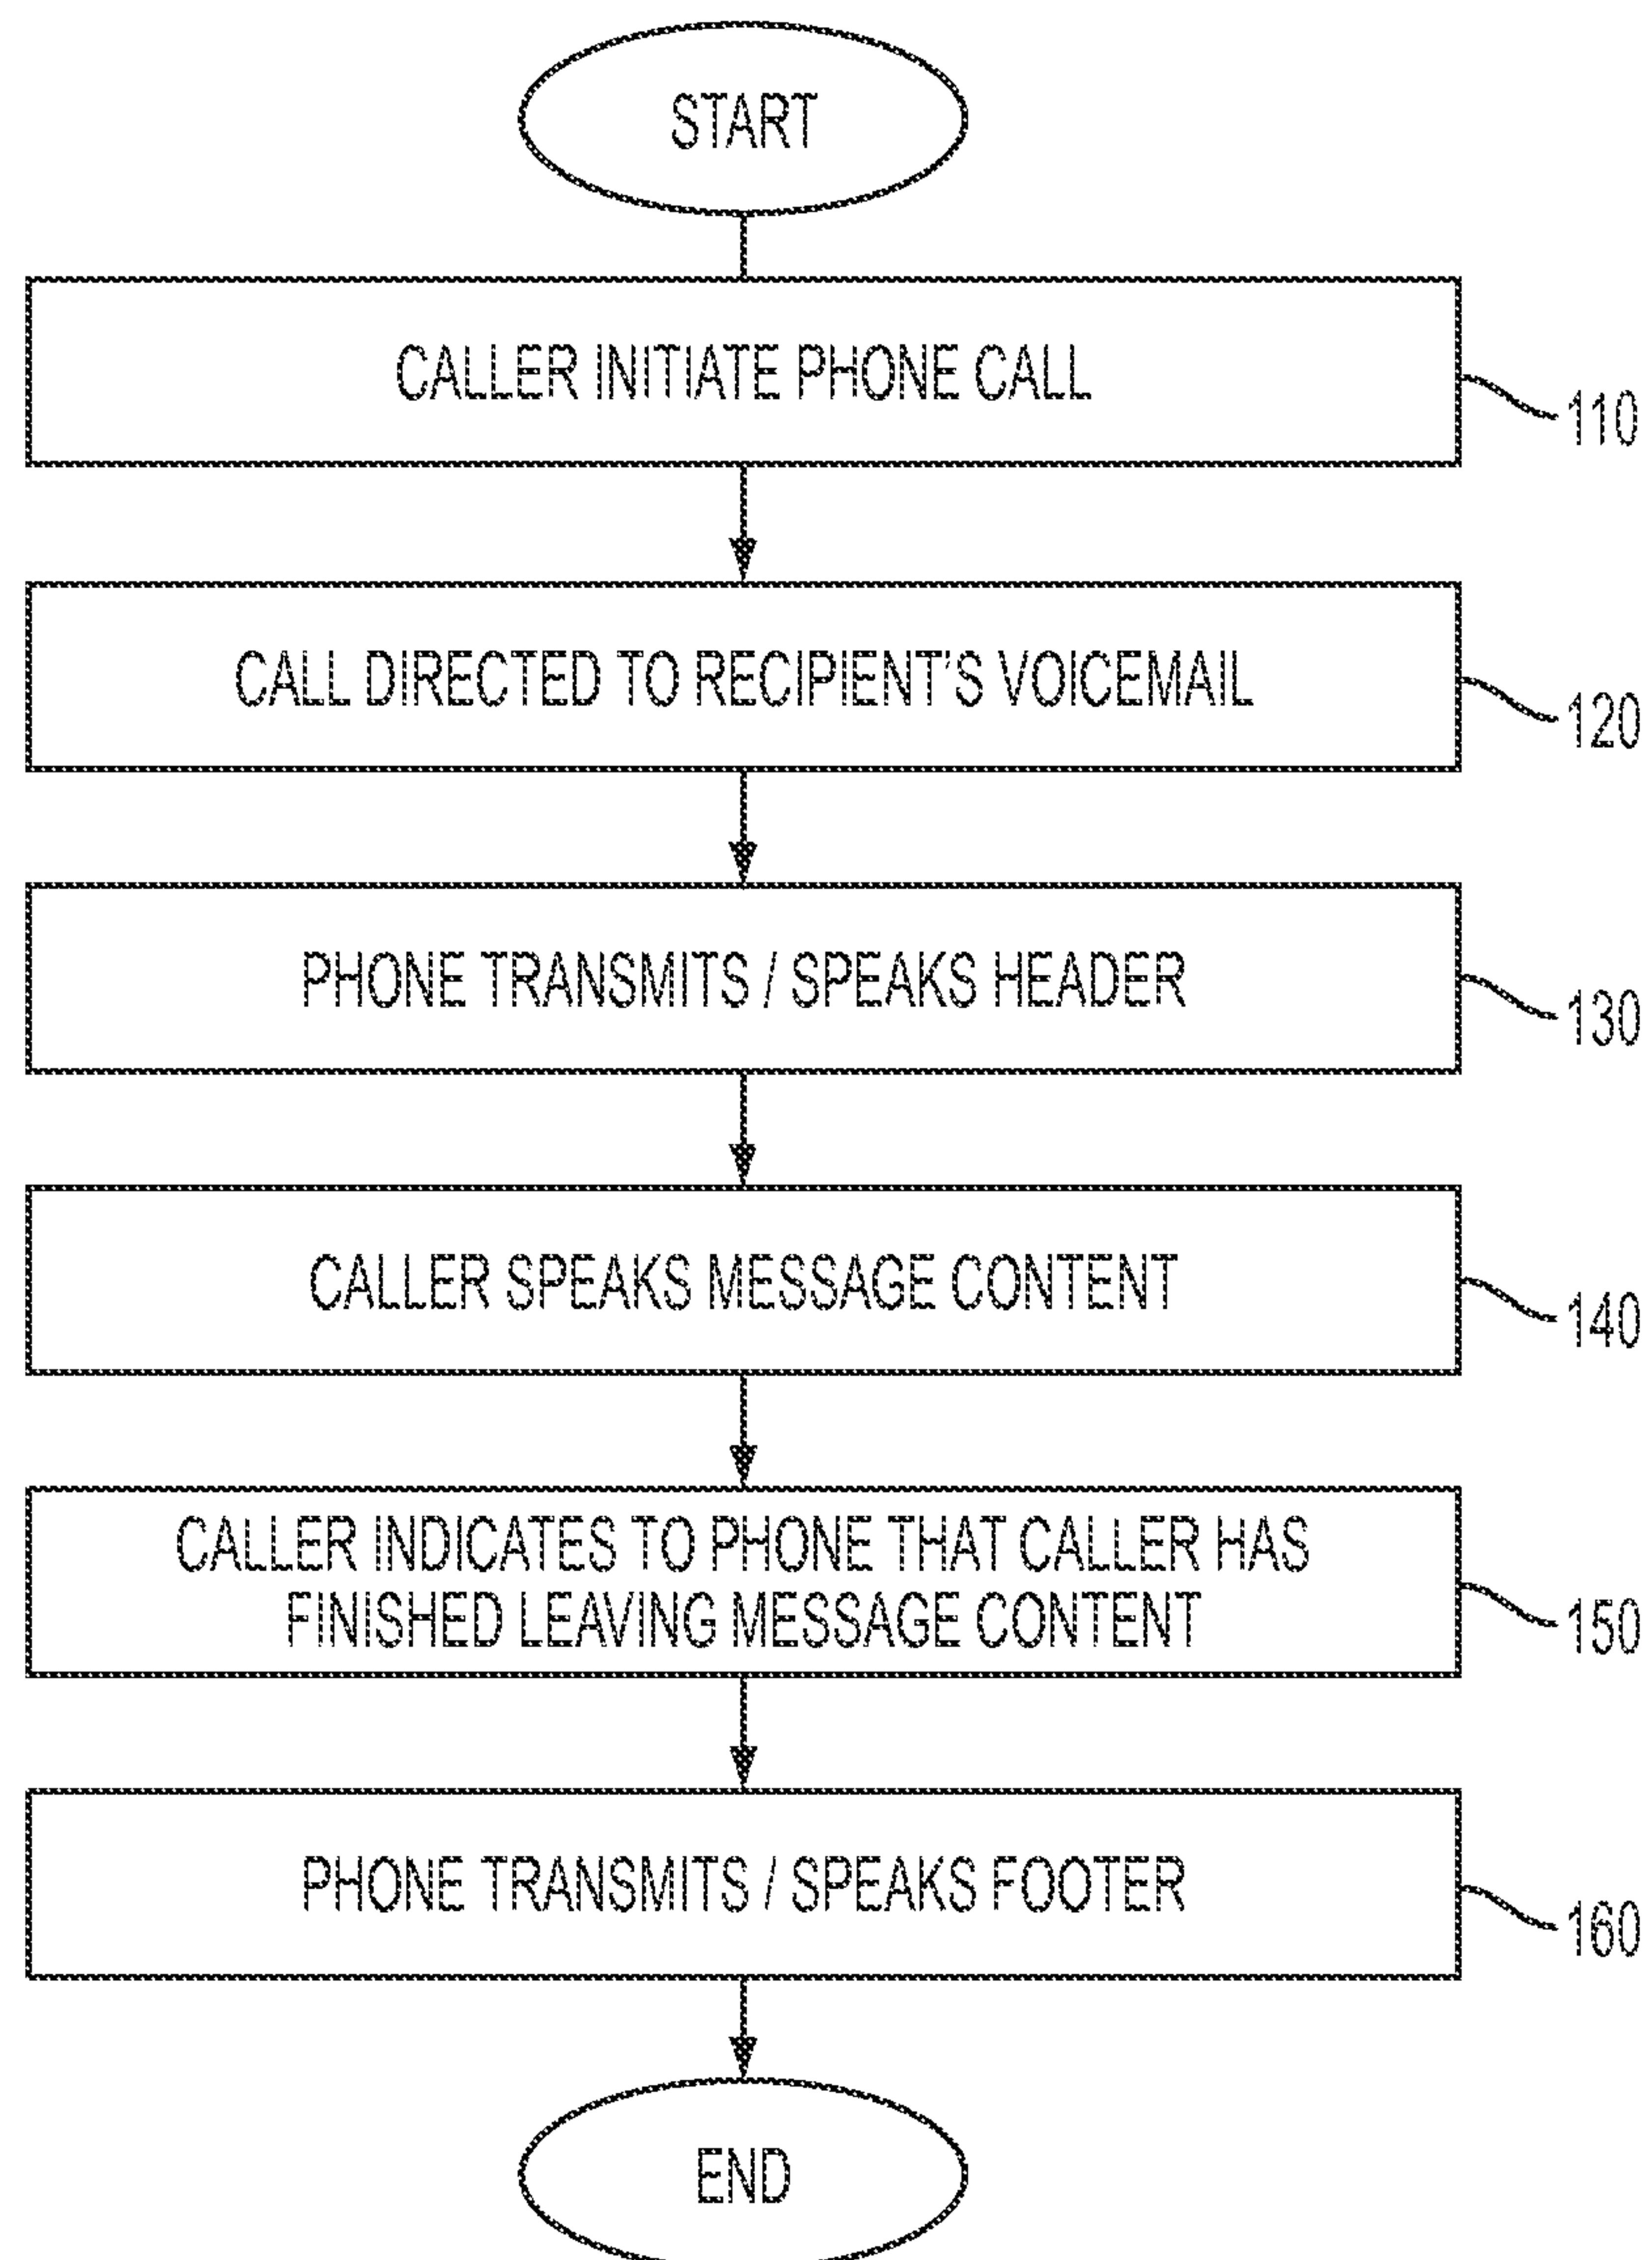 START
CALLER INITIATE PHONE CALL
110
CALL DIRECTED TO RECIPIENT'S VOICEMAIL
120
PHONE TRANSMITS / SPEAKS HEADER
130
CALLER SPEAKS MESSAGE CONTENT
140
CALLER INDICATES TO PHONE THAT CALLER HAS
FINISHED LEAVING MESSAGE CONTENT
150
PHONE TRANSMITS / SPEAKS FOOTER
160
END